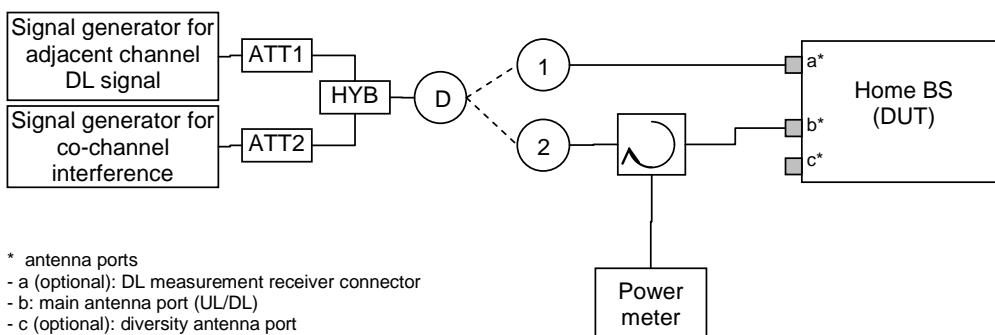 Signal generator for
adjacent channel
DL signal
ATT1
HYB
D
1
a*
Home BS
(DUT)
Signal generator for
co-channel
interference
ATT2
2
b*
c*
* antenna ports
- a (optional): DL measurement receiver connector
- b: main antenna port (UL/DL)
- c (optional): diversity antenna port
Power
meter